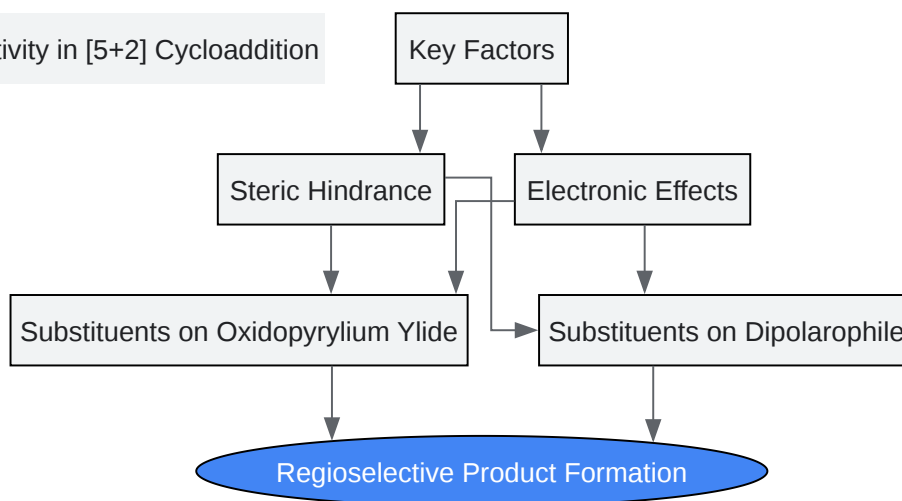 tivity in [5+2] Cycloaddition
Key Factors
Steric Hindrance
Electronic Effects
Substituents on Oxidopyrylium Ylide
Substituents on Dipolarophile
Regioselective Product Formation